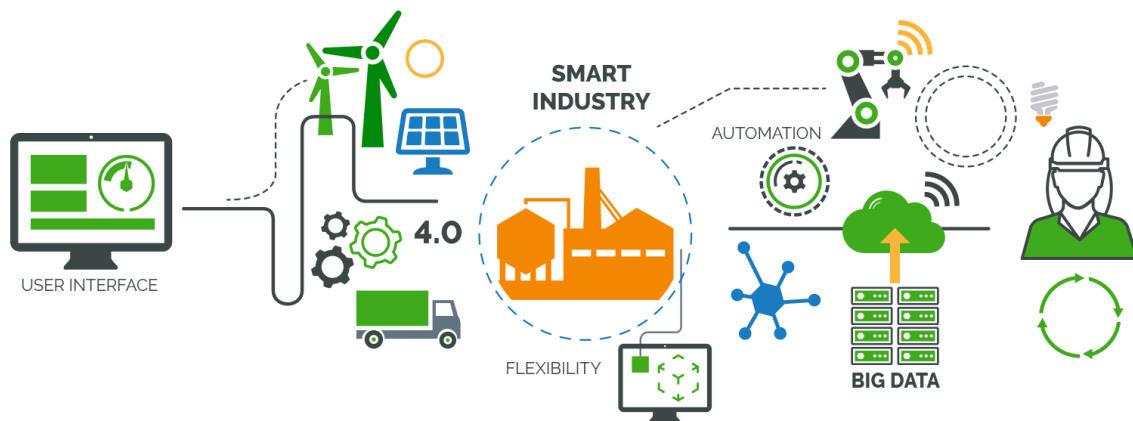 USER INTERFACE
4.0
SMART
INDUSTRY
FLEXIBILITY
AUTOMATION
BIG DATA